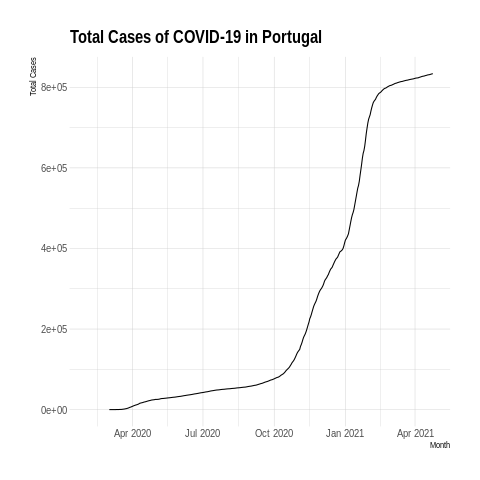 Total Cases of COVID-19 in Portugal
Total Cases
8e+05
6e+05
4e+05
2e+05
0e+00
Apr 2020 Jul 2020 Oct 2020 Jan 2021 Apr 2021
Month